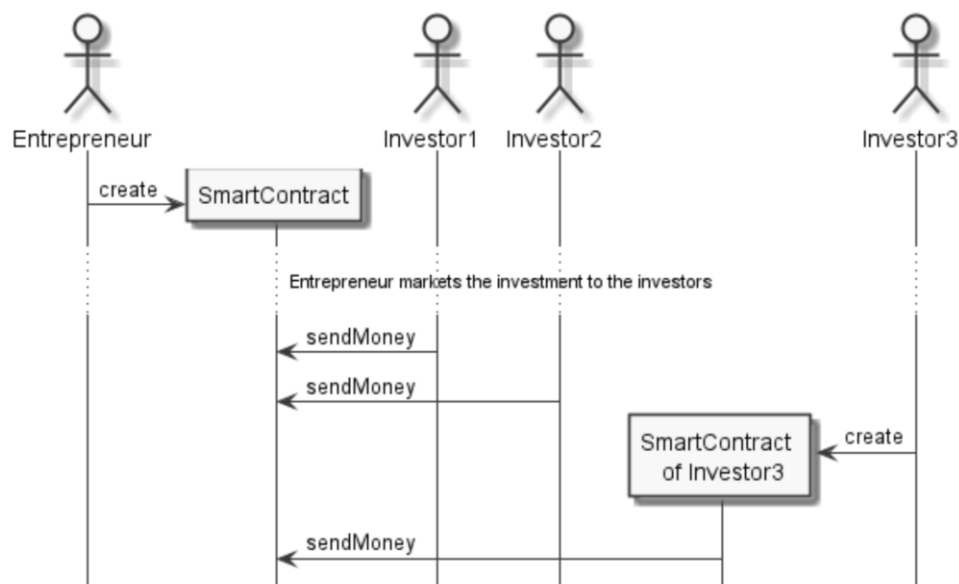 Entrepreneur
Investor1
Investor2
Investor3
create
SmartContract
Entrepreneur markets the investment to the investors
sendMoney
sendMoney
create
SmartContract
of Investor3
sendMoney